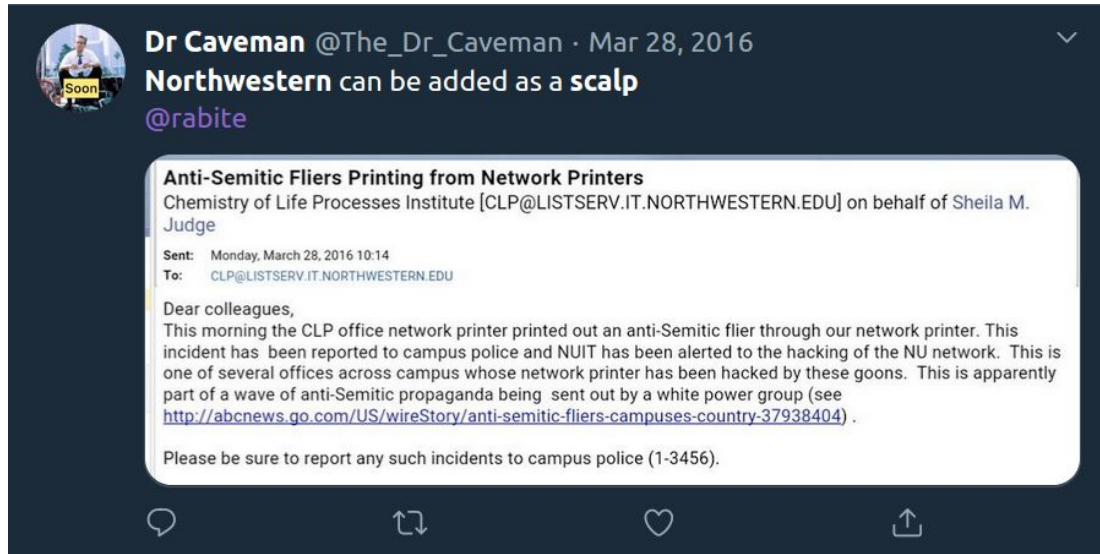 Dr Caveman @The_Dr_Caveman · Mar 28, 2016
Soon
Northwestern can be added as a scalp
@rabite
Anti-Semitic Fliers Printing from Network Printers
Chemistry of Life Processes Institute [CLP@LISTSERV.IT.NORTHWESTERN.EDU] on behalf of Sheila M.
Judge
Sent: Monday, March 28, 2016 10:14
To: CLP@LISTSERV.IT.NORTHWESTERN.EDU
Dear colleagues,
This morning the CLP office network printer printed out an anti-Semitic flier through our network printer. This
incident has been reported to campus police and NUIT has been alerted to the hacking of the NU network. This is
one of several offices across campus whose network printer has been hacked by these goons. This is apparently
part of a wave of anti-Semitic propaganda being sent out by a white power group (see
http://abcnews.go.com/US/wireStory/anti-semitic-fliers-campuses-country-37938404) .
Please be sure to report any such incidents to campus police (1-3456).